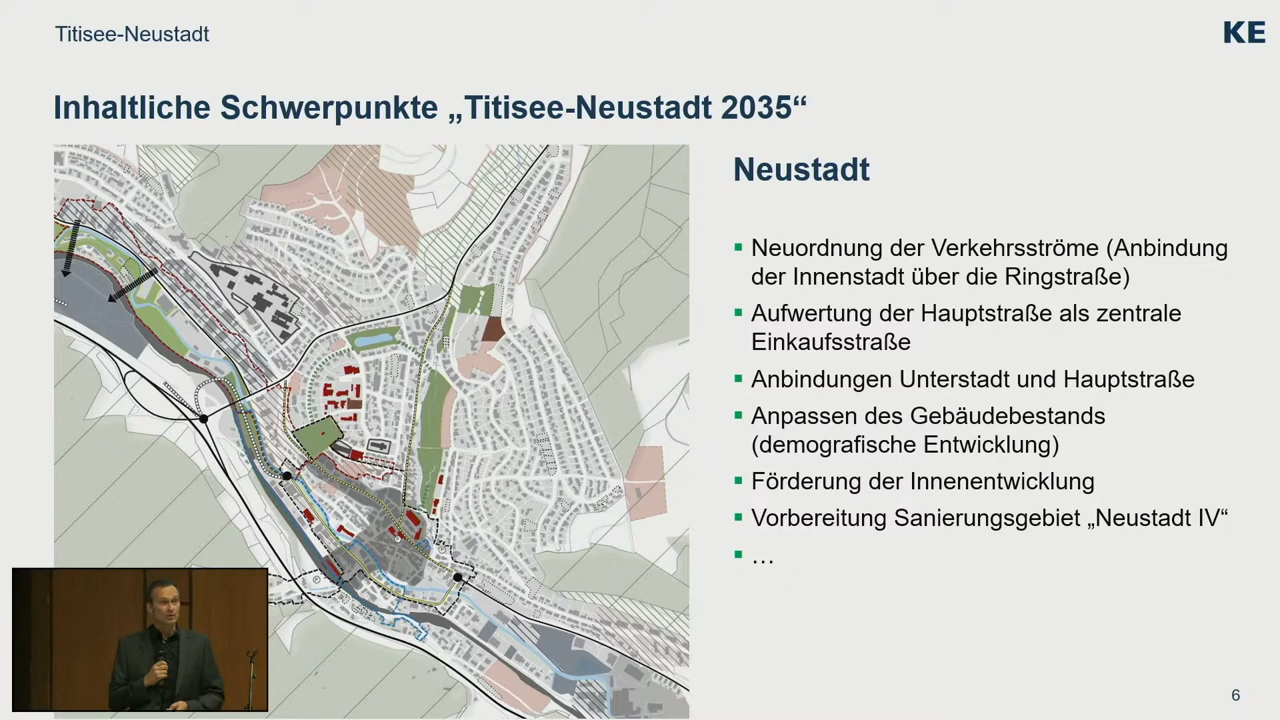 Titisee-Neustadt
KE
Inhaltliche Schwerpunkte „Titisee-Neustadt 2035“
Neustadt
Neuordnung der Verkehrsströme (Anbindung
der Innenstadt über die Ringstraße)
Aufwertung der Hauptstraße als zentrale
Einkaufsstraße
Anbindungen Unterstadt und Hauptstraße
Anpassen des Gebäudebestands
(demografische Entwicklung)
Förderung der Innenentwicklung
Vorbereitung Sanierungsgebiet „Neustadt IV“
…
6